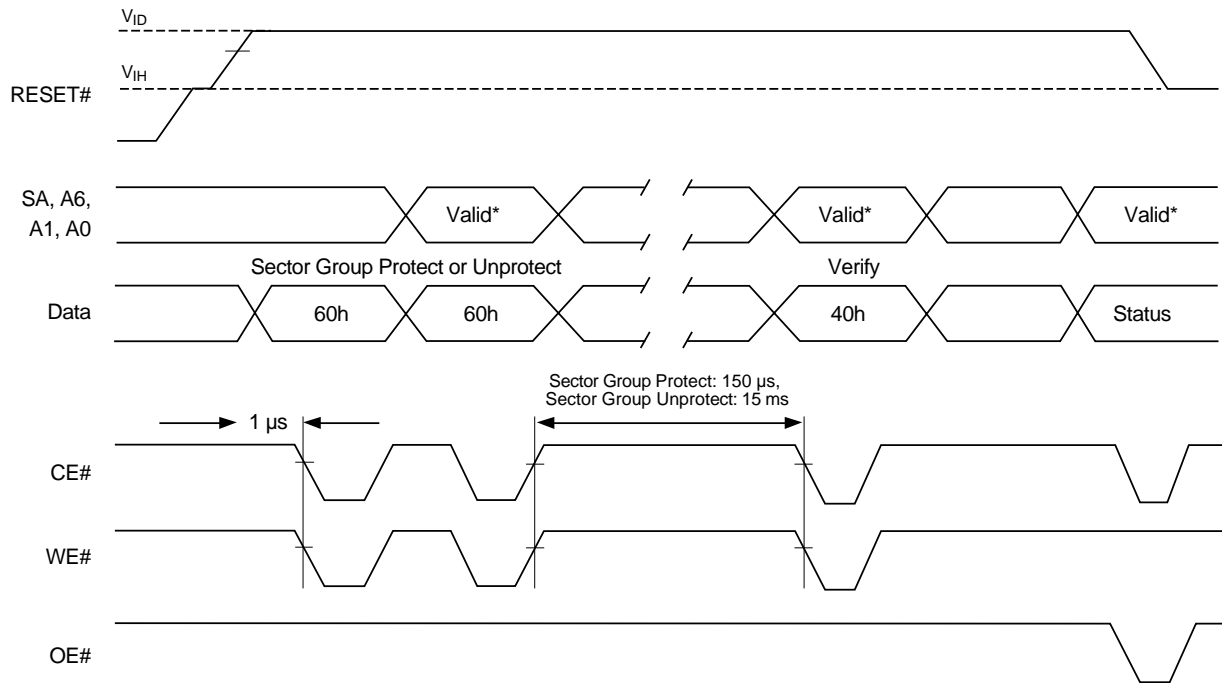 VID
VIH
RESET#
SA, A6,
A1, A0
Valid*
Valid*
Valid*
Sector Group Protect or Unprotect
Verify
Data
60h
60h
40h
Status
Sector Group Protect: 150 µs,
Sector Group Unprotect: 15 ms
1 µs
CE#
WE#
OE#